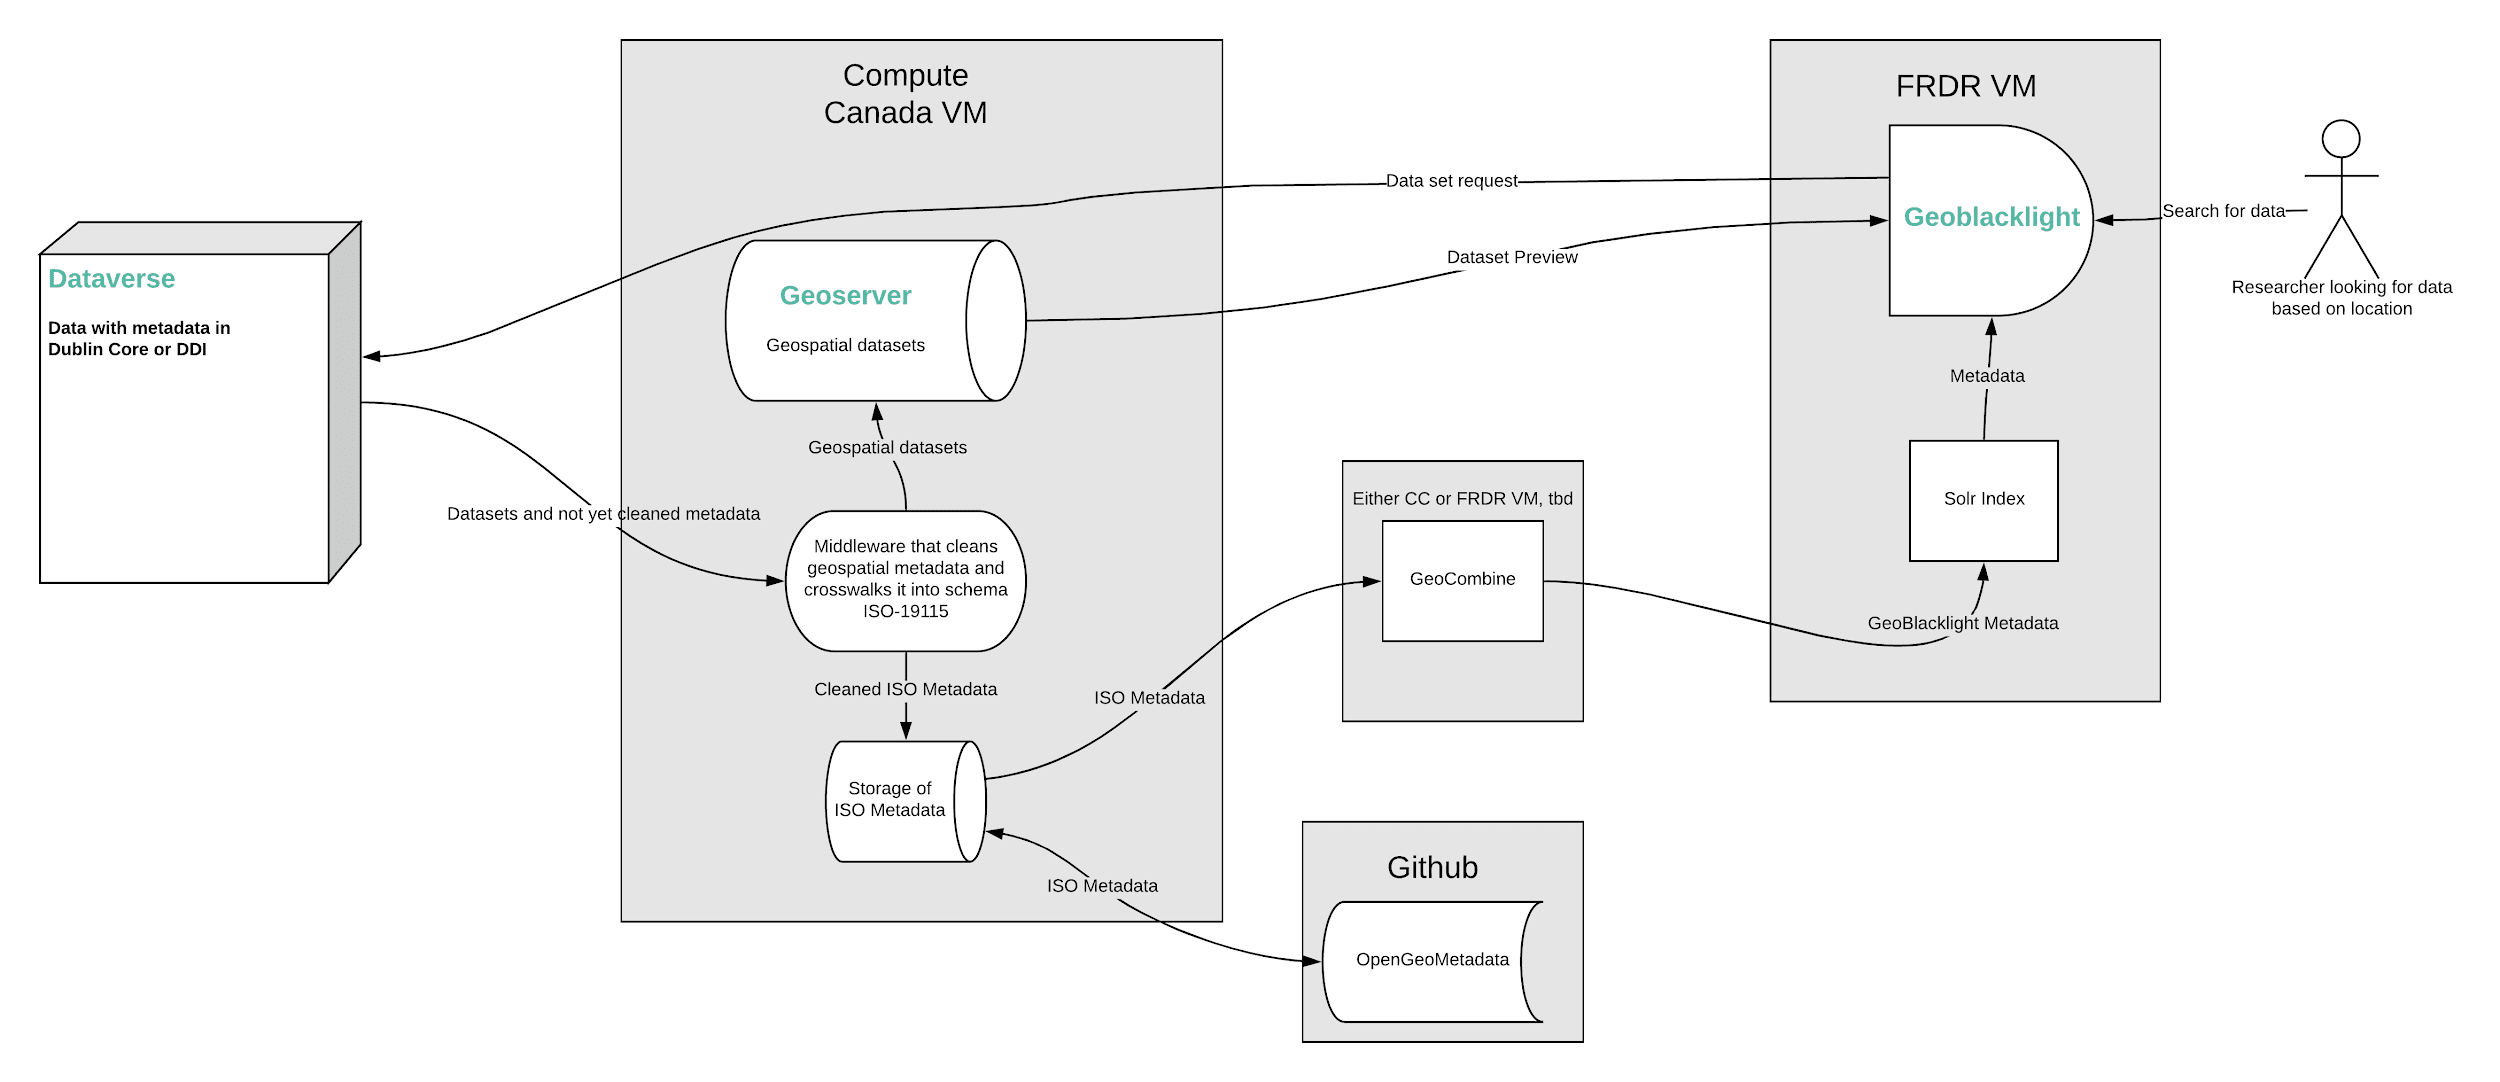 Compute
Canada VM
FRDR VM
Data set request
Geoblacklight
Search for data
Dataset Preview
Researcher looking for data
based on location
Dataverse
Data with metadata in
Dublin Core or DDI
Geoserver
Geospatial datasets
Metadata
Geospatial datasets
Datasets and not yet cleaned metadata
Either CC or FRDR VM, tbd
Solr Index
Middleware that cleans
geospatial metadata and
crosswalks it into schema
ISO-19115
GeoCombine
GeoBlacklight Metadata
Cleaned ISO Metadata
ISO Metadata
Storage of
ISO Metadata
ISO Metadata
Github
OpenGeoMetadata